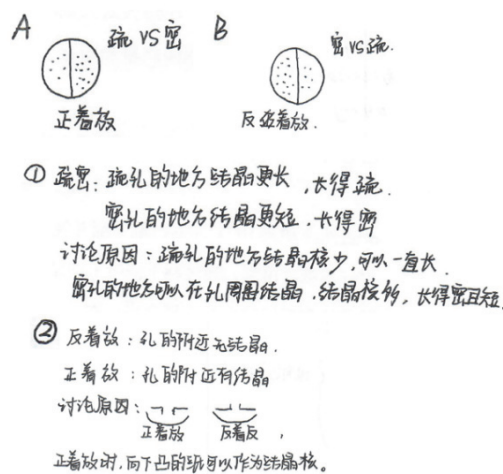 A 疏 VS 密 B 密 VS 疏.
正着放 反着放.
① 疏密: 疏孔的地方结晶更长, 长得疏.
密孔的地方结晶更短, 长得密
讨论原因: 疏孔的地方结晶核少, 可以一直长.
密孔的地方可以在孔周围结晶, 结晶核多, 长得密且短
② 反着放: 孔的附近无结晶.
正着放: 孔的附近有结晶
讨论原因:
正着放 反着反,
正着放时, 向下凸的纸可以作为结晶核。